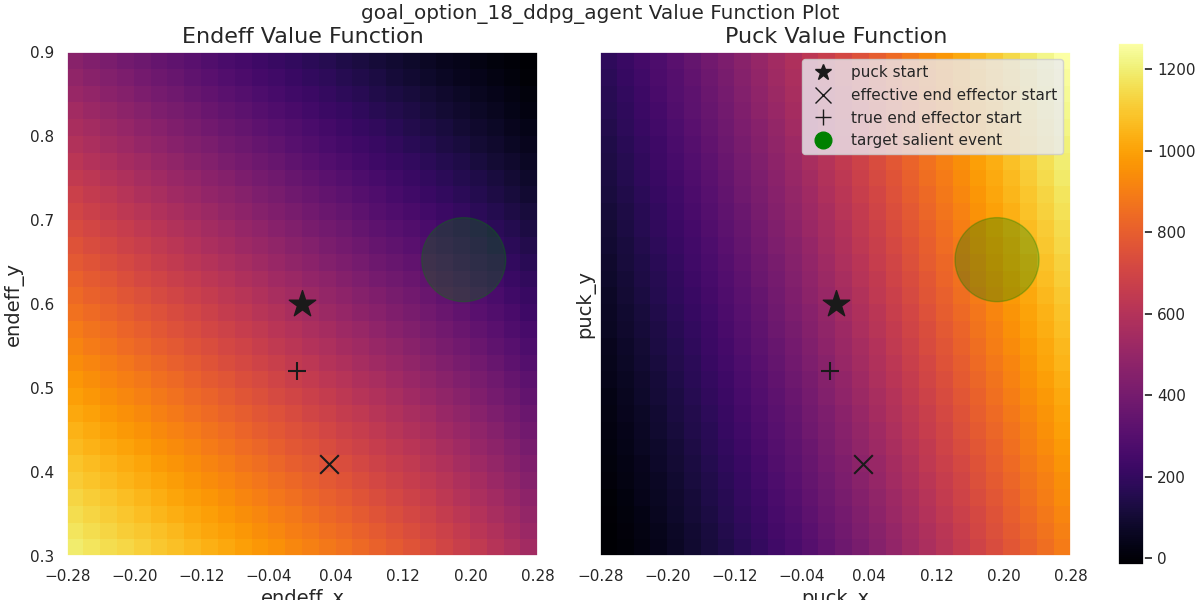 goal_option_18_ddpg_agent Value Function Plot
Endeff Value Function
Puck Value Function
puck start
effective end effector start
true end effector start
target salient event
0.9
0.8
0.7
0.6
0.5
0.4
0.3
endeff_y
−0.28 −0.20 −0.12 −0.04 0.04 0.12 0.20 0.28
endeff_x
puck_y
−0.28 −0.20 −0.12 −0.04 0.04 0.12 0.20 0.28
puck_x
1200
1000
800
600
400
200
0